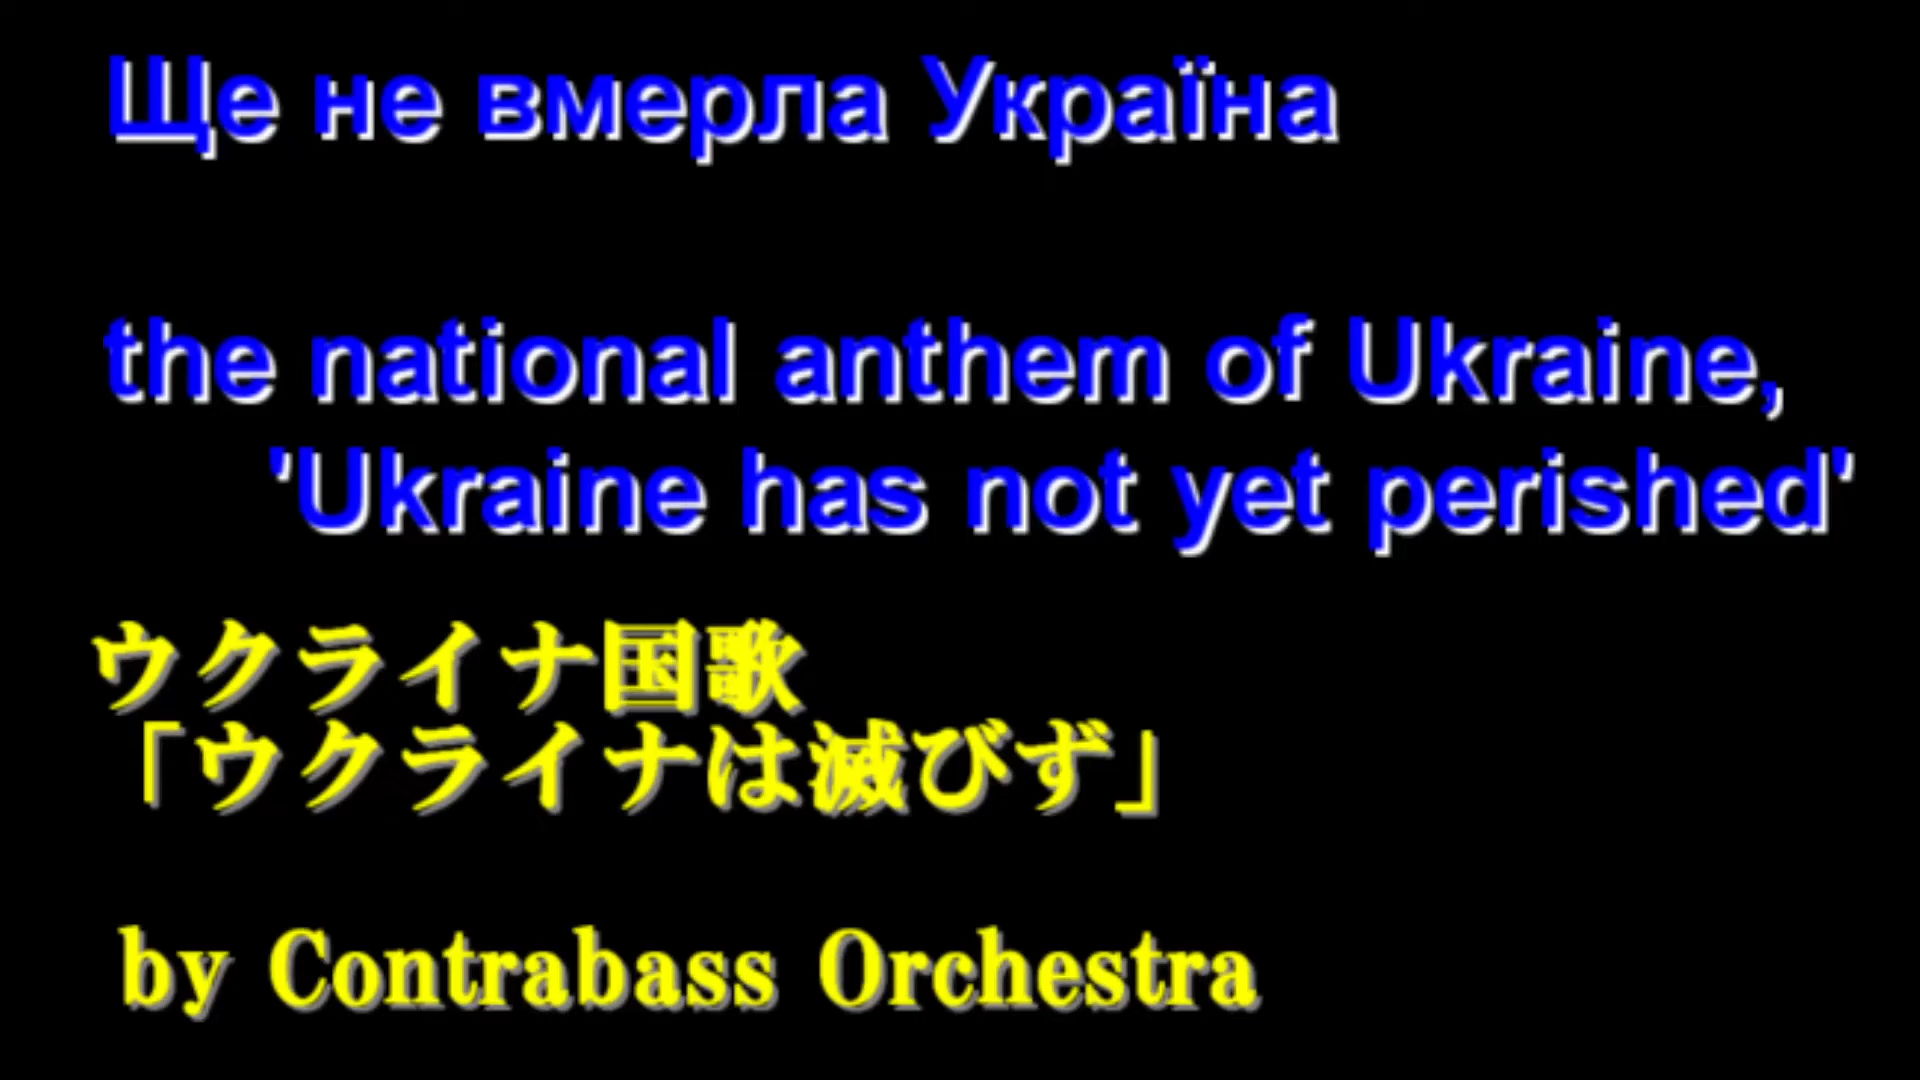 Ще не вмерла Україна
the national anthem of Ukraine,
'Ukraine has not yet perished'
ウクライナ国歌
「ウクライナは滅びず」
by Contrabass Orchestra